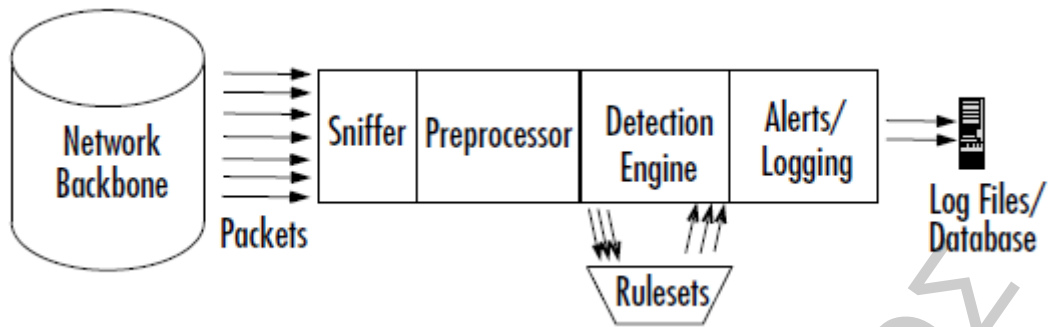 Network
Backbone
Packets
Sniffer
Preprocessor
Detection
Engine
Alerts/
Logging
Rulesets
Log Files/
Database